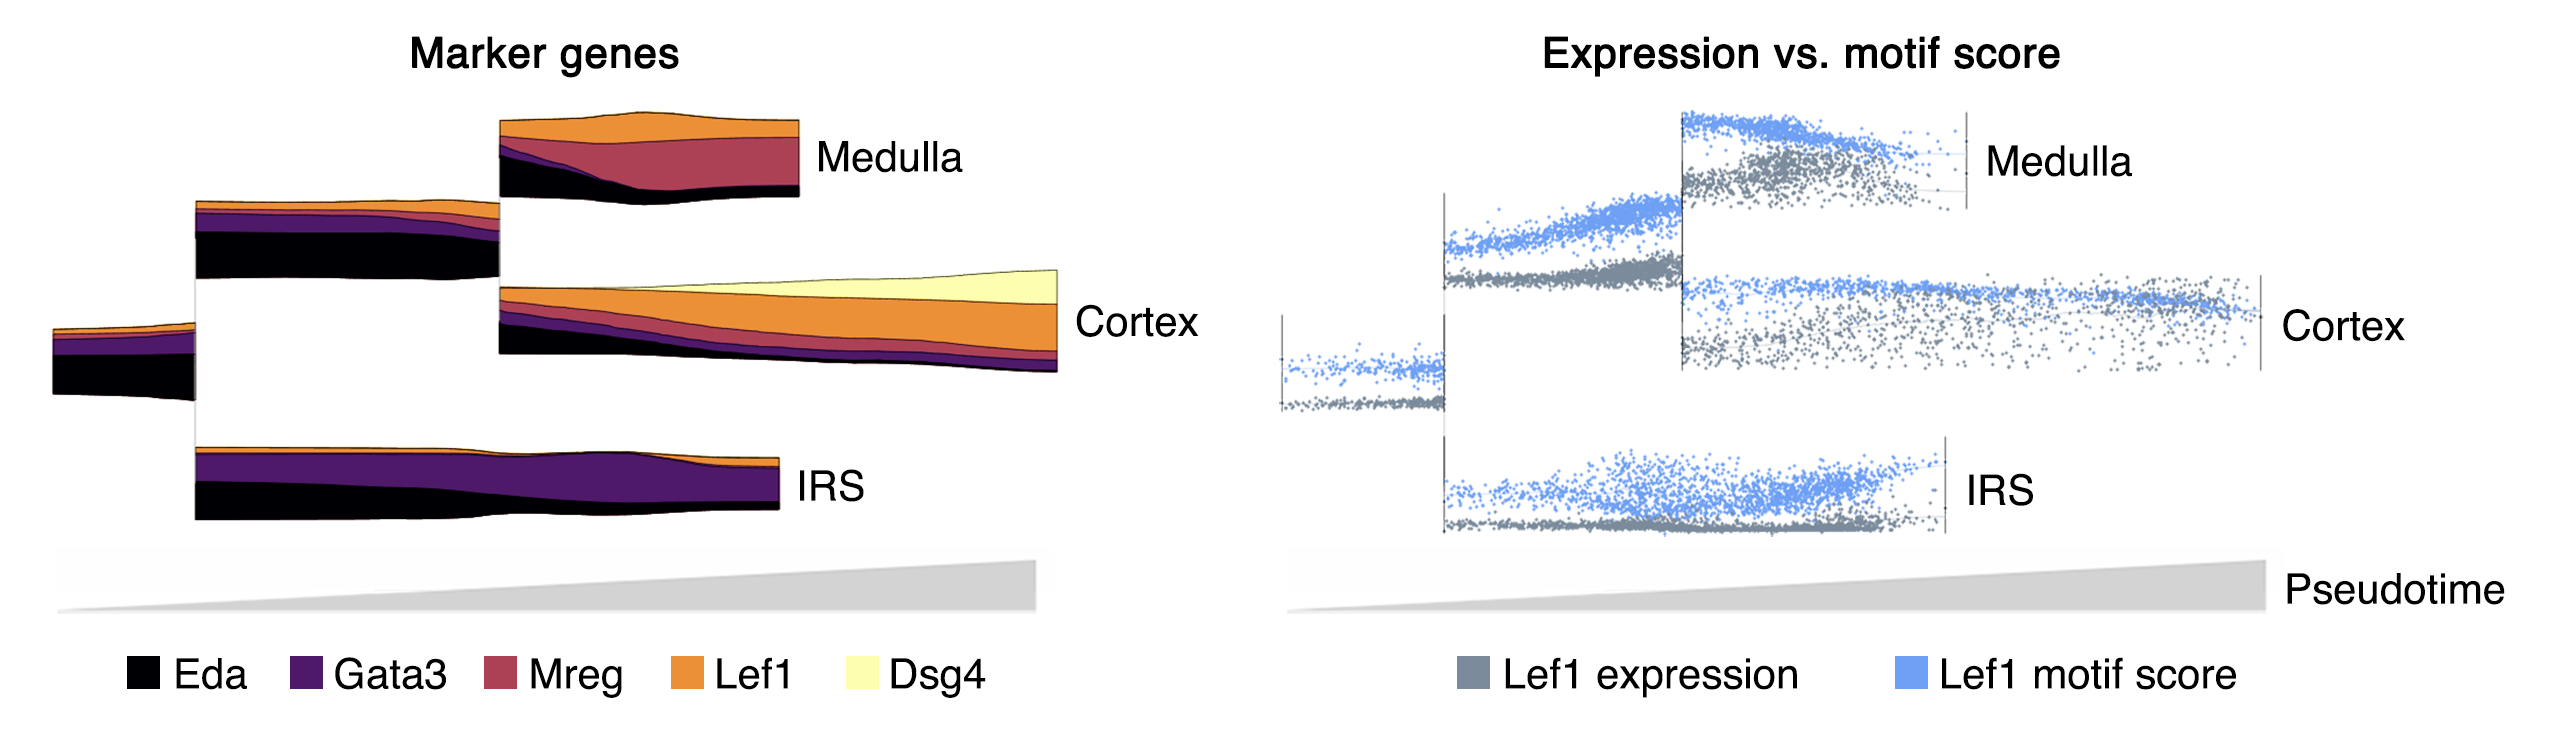 Marker genes
Medulla
Cortex
IRS
Eda Gata3 Mreg Lef1 Dsg4
Expression vs. motif score
Medulla
Cortex
IRS
Pseudotime
Lef1 expression Lef1 motif score